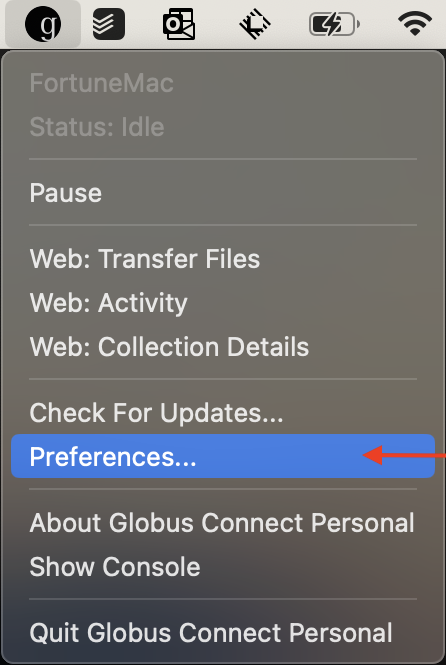 g
FortuneMac
Status: Idle
Pause
Web: Transfer Files
Web: Activity
Web: Collection Details
Check For Updates...
Preferences...
About Globus Connect Personal
Show Console
Quit Globus Connect Personal